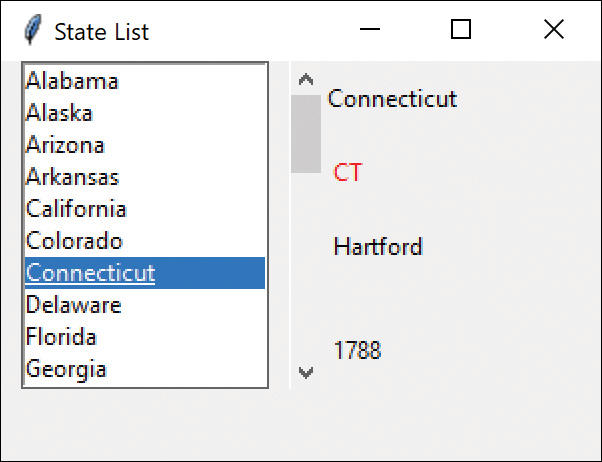 State List
Alabama
Alaska
Arizona
Arkansas
California
Colorado
Connecticut
Delaware
Florida
Georgia
Connecticut
CT
Hartford
1788